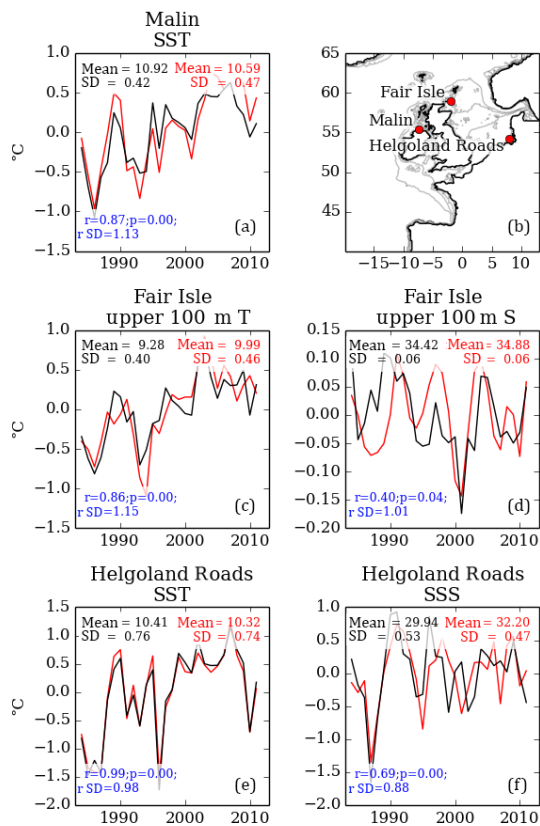 Malin
SST
Mean = 10.92 Mean = 10.59
SD = 0.42 SD = 0.47
1.0
0.5
0.0
−0.5
−1.0
−1.5
°C
r=0.87;p=0.00;
r SD=1.13
(a)
1990 2000 2010
65
60
55
50
45
Fair Isle
Malin
Helgoland Roads
(b)
−15 −10 −5 0 5 10
Fair Isle
upper 100 m T
Mean = 9.28 Mean = 9.99
SD = 0.40 SD = 0.46
1.0
0.5
0.0
−0.5
−1.0
−1.5
°C
r=0.86;p=0.00;
r SD=1.15
(c)
1990 2000 2010
Fair Isle
upper 100 m S
Mean = 34.42 Mean = 34.88
SD = 0.06 SD = 0.06
0.15
0.10
0.05
0.00
−0.05
−0.10
−0.15
−0.20
r=0.40;p=0.04;
r SD=1.01
(d)
1990 2000 2010
Helgoland Roads
SST
Mean = 10.41 Mean = 10.32
SD = 0.76 SD = 0.74
1.5
1.0
0.5
0.0
−0.5
−1.0
−1.5
−2.0
°C
r=0.99;p=0.00;
r SD=0.98
(e)
1990 2000 2010
Helgoland Roads
SSS
Mean = 29.94 Mean = 32.20
SD = 0.53 SD = 0.47
1.0
0.5
0.0
−0.5
−1.0
−1.5
−2.0
r=0.69;p=0.00;
r SD=0.88
(f)
1990 2000 2010